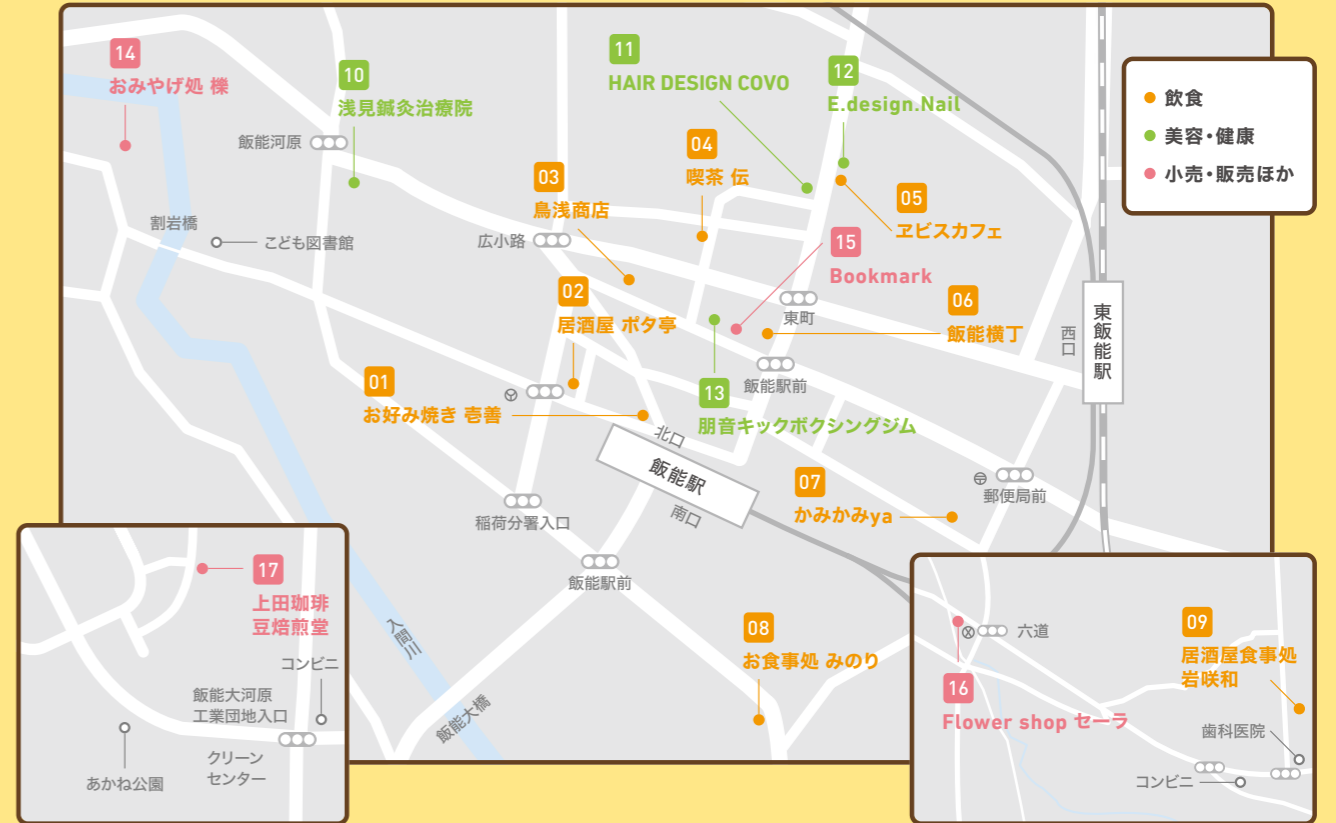 14
おみやげ処 檪
10
浅見鍼灸治療院
11
HAIR DESIGN COVO
12
E.design.Nail
飲食
美容・健康
小売・販売ほか
飯能河原
03
鳥浅商店
04
喫茶 伝
05
ヱビスカフェ
割岩橋
こども図書館
広小路
15
Bookmark
02
居酒屋 ポタ亭
東町
06
飯能横丁
西口
東飯能駅
01
お好み焼き 壱善
飯能駅前
13
朋音キックボクシングジム
北口
飯能駅
南口
07
かみかみya
郵便局前
稲荷分署入口
飯能駅前
入間川
飯能大橋
08
お食事処 みのり
17
上田珈琲
豆焙煎堂
コンビニ
飯能大河原
工業団地入口
クリーン
センター
あかね公園
六道
16
Flower shop セーラ
09
居酒屋食事処
岩咲和
歯科医院
コンビニ